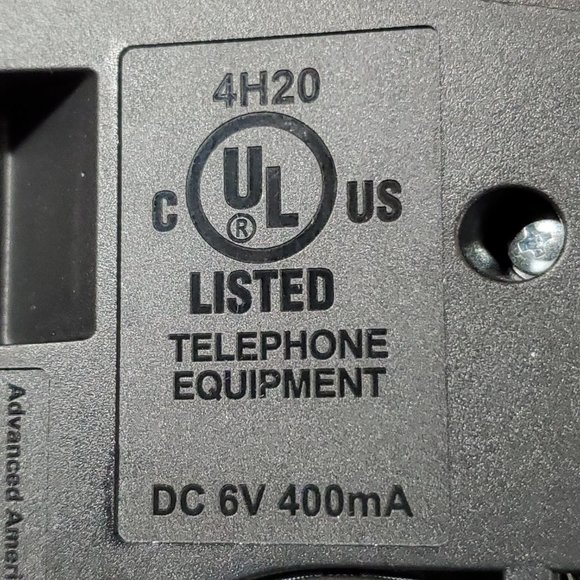 4H20
C UL ® US
LISTED
TELEPHONE
EQUIPMENT
DC 6V 400mA
Advanced